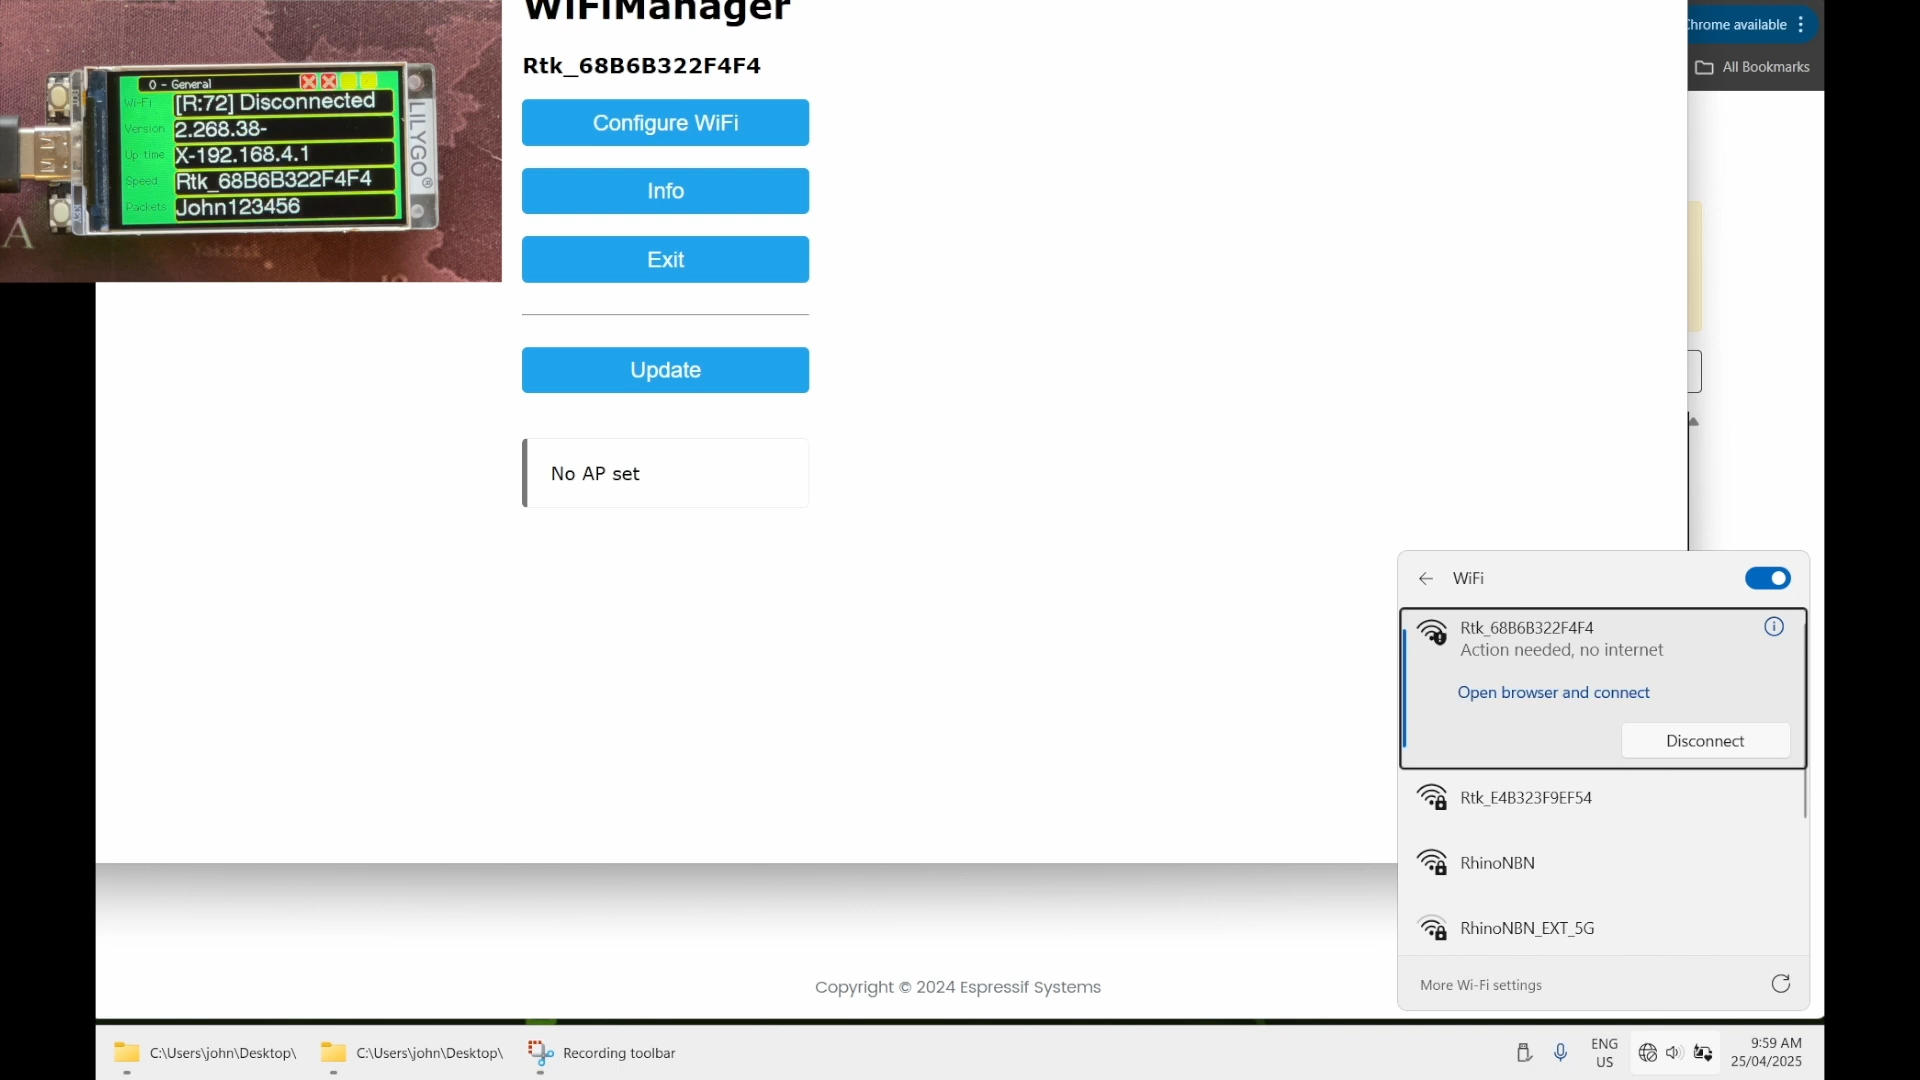 WiFiManager
Rtk_68B6B322F4F4
Configure WiFi
Info
Exit
Update
No AP set
0 - General
Wi-Fi [R:72] Disconnected
Version 2.268.38-
Up time X-192.168.4.1
Speed Rtk_68B6B322F4F4
Packets John123456
LILYGO®
KEY
A
Yakutsk
Chrome available
All Bookmarks
WiFi
Rtk_68B6B322F4F4
Action needed, no internet
Open browser and connect
Disconnect
Rtk_E4B323F9EF54
RhinoNBN
RhinoNBN_EXT_5G
More Wi-Fi settings
Copyright © 2024 Espressif Systems
C:\Users\john\Desktop\
C:\Users\john\Desktop\
Recording toolbar
ENG
US
9:59 AM
25/04/2025